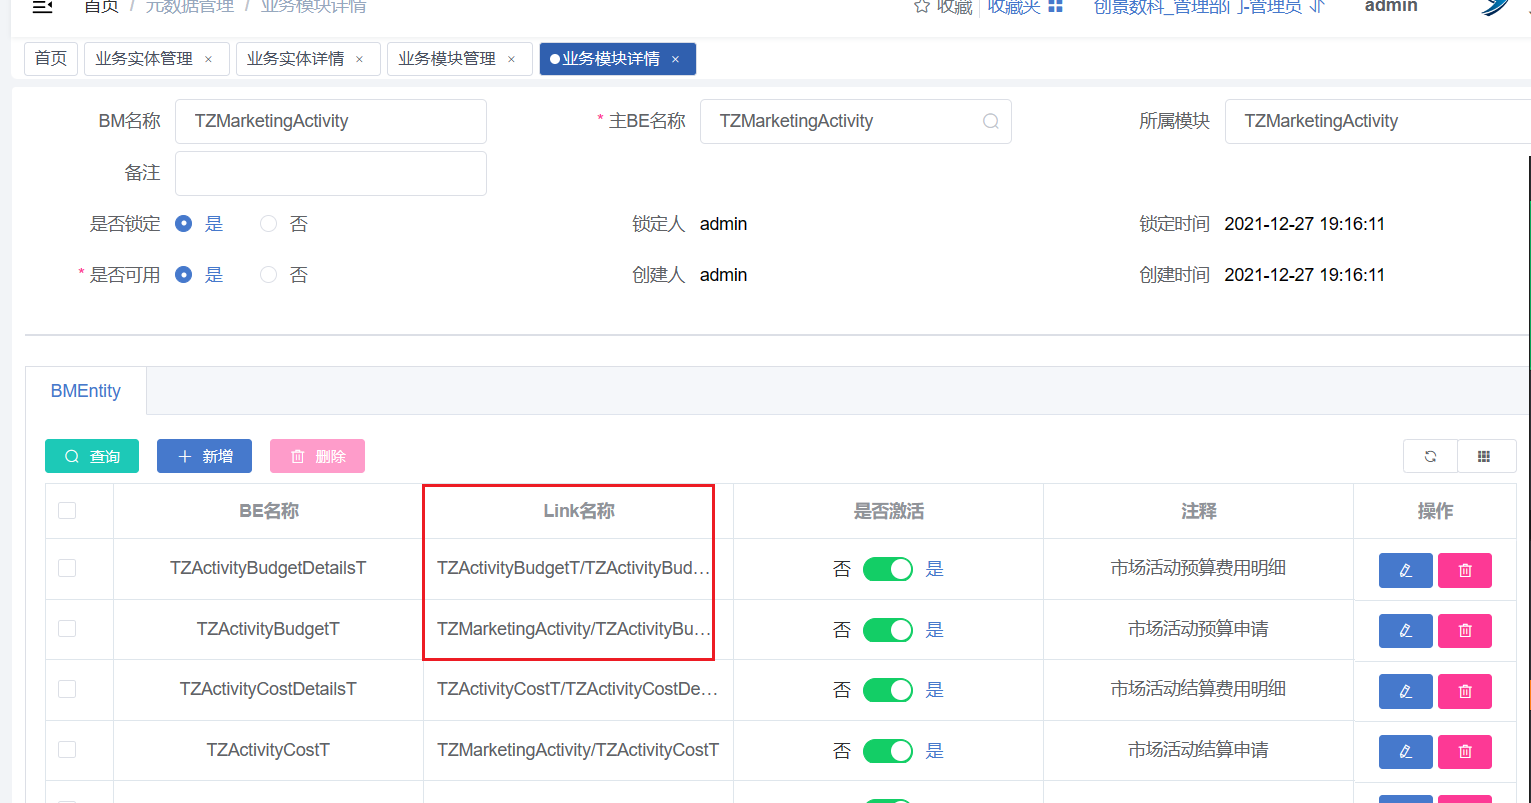 首页 / 元数据管理 / 业务模块详情 收藏 收藏夹 创景数科_管理部门-管理员 admin
首页 业务实体管理 × 业务实体详情 × 业务模块管理 × 业务模块详情 ×
BM名称 TZMarketingActivity * 主BE名称 TZMarketingActivity 所属模块 TZMarketingActivity
备注
是否锁定 是 否 锁定人 admin 锁定时间 2021-12-27 19:16:11
* 是否可用 是 否 创建人 admin 创建时间 2021-12-27 19:16:11
BMEntity
查询 新增 删除
BE名称 Link名称 是否激活 注释 操作
TZActivityBudgetDetailsT TZActivityBudgetT/TZActivityBud... 否 是 市场活动预算费用明细
TZActivityBudgetT TZMarketingActivity/TZActivityBu... 否 是 市场活动预算申请
TZActivityCostDetailsT TZActivityCostT/TZActivityCostDe... 否 是 市场活动结算费用明细
TZActivityCostT TZMarketingActivity/TZActivityCostT 否 是 市场活动结算申请